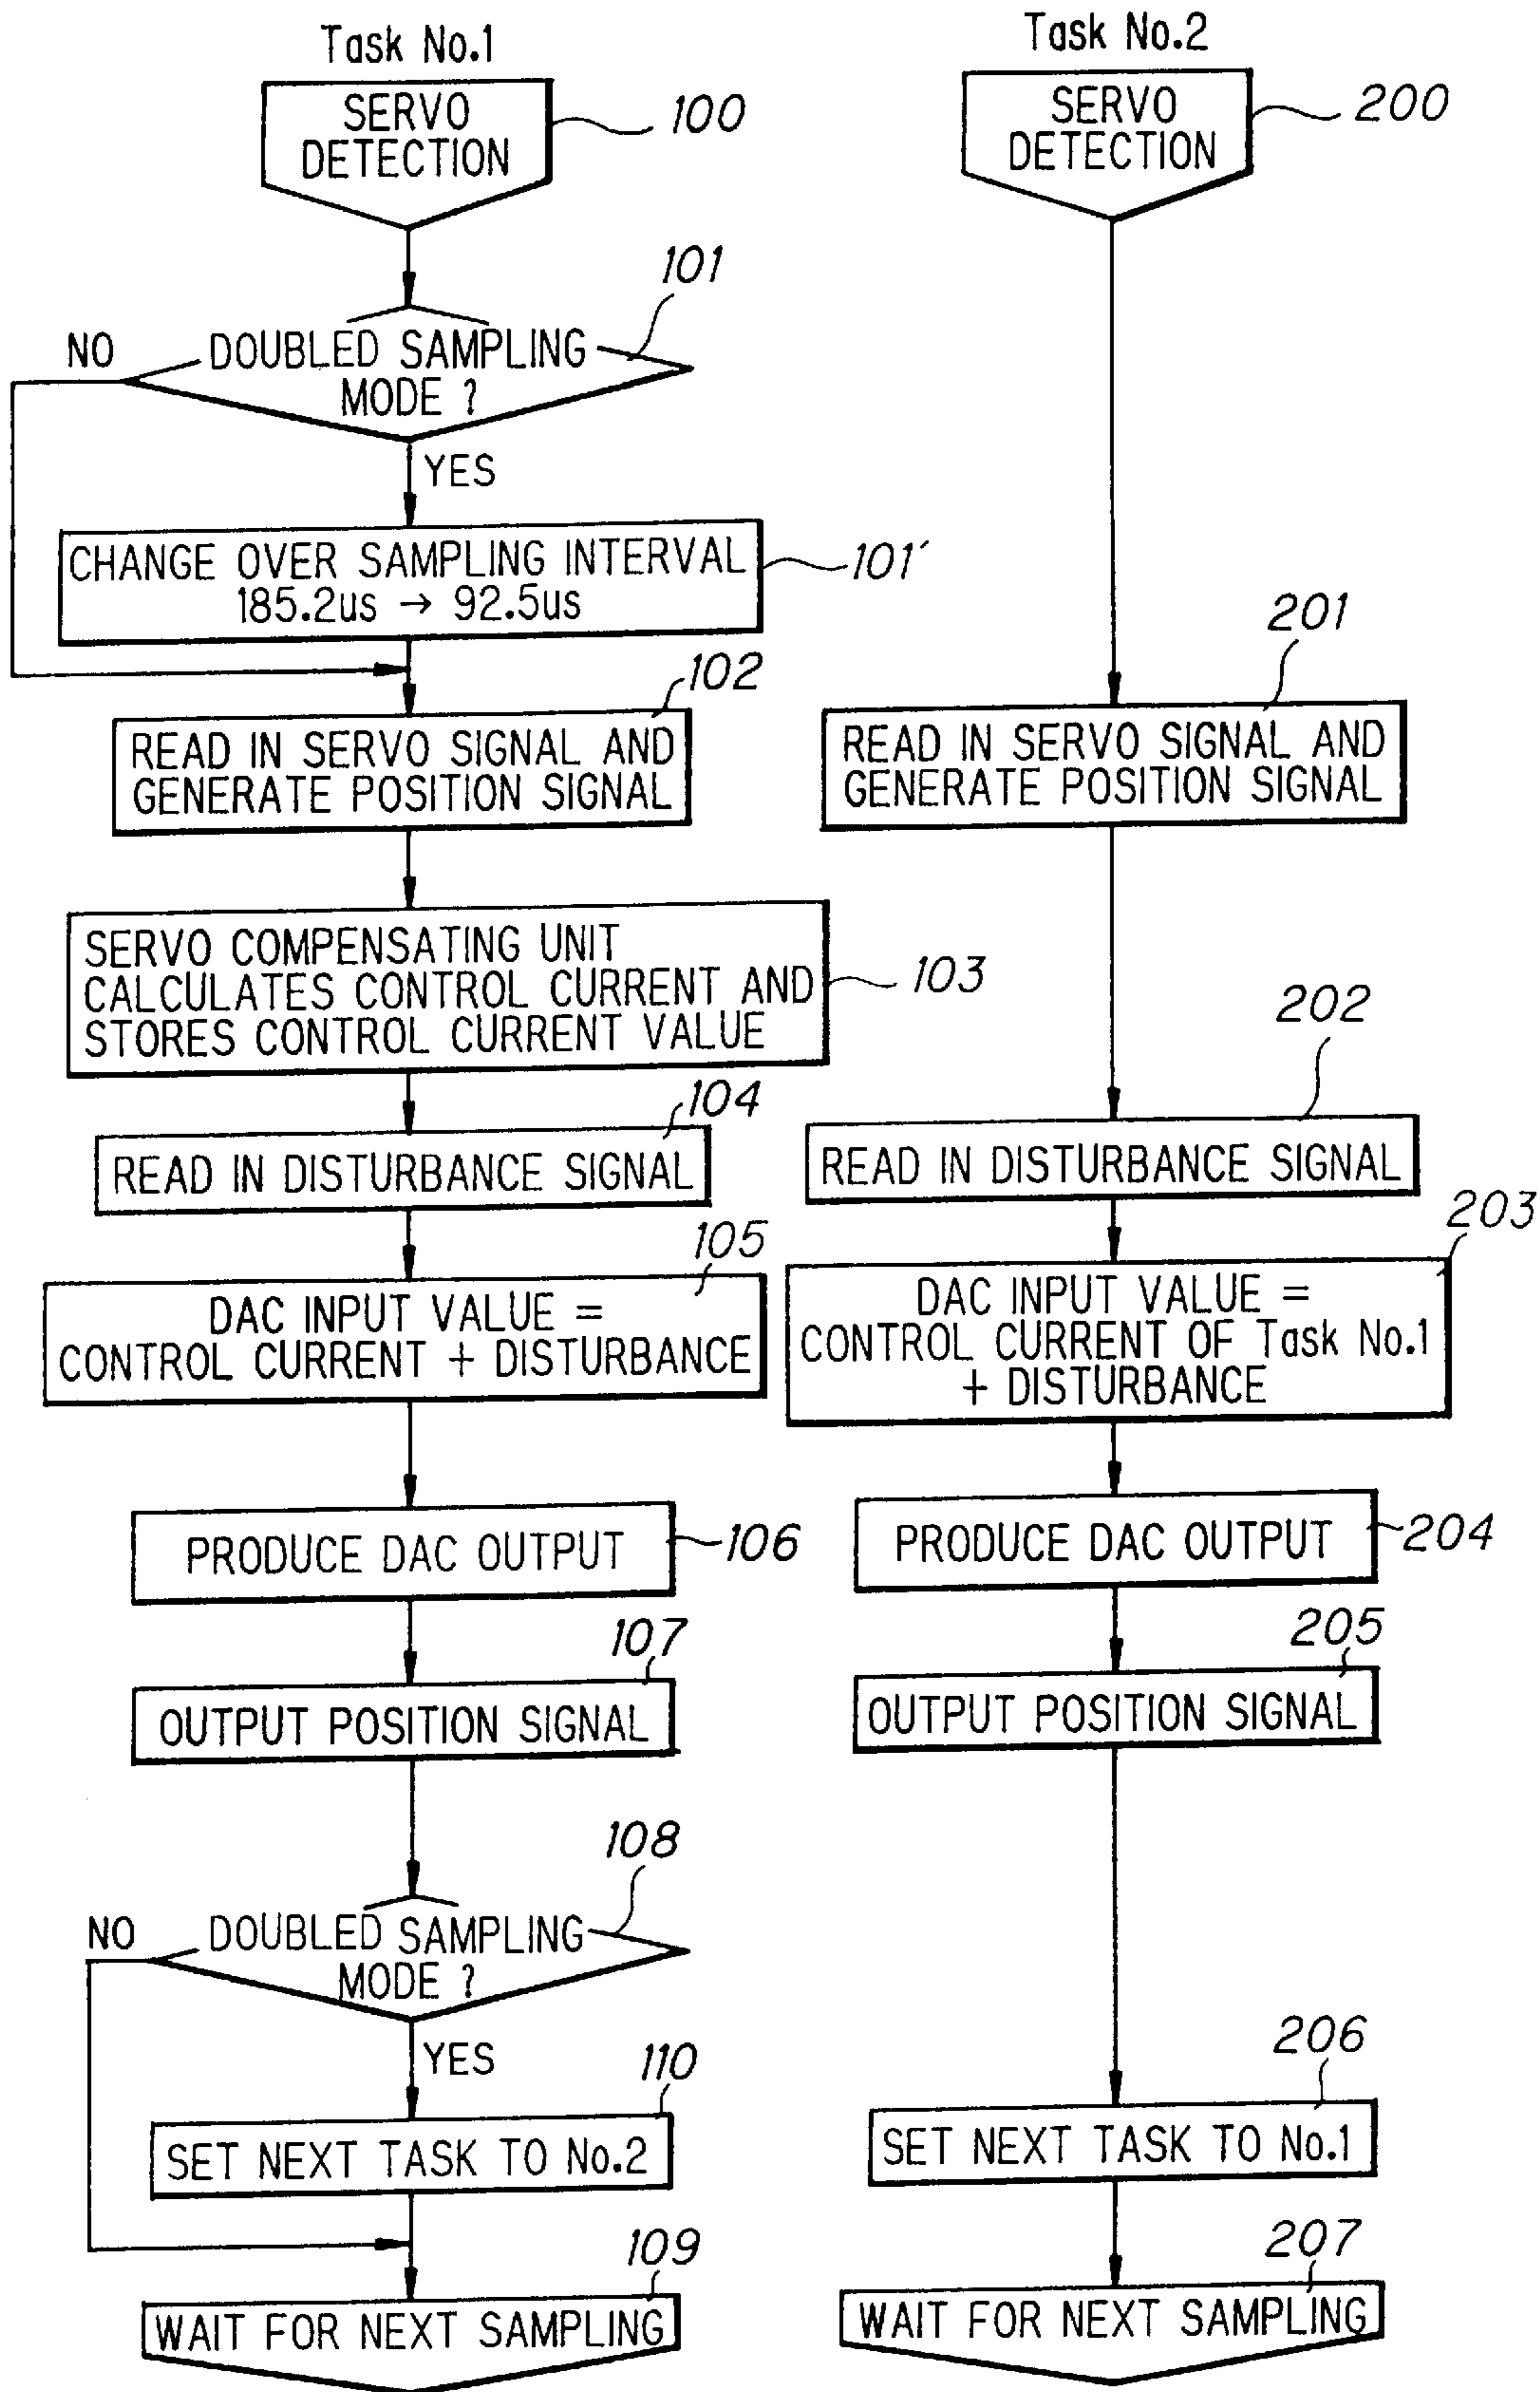 Task No.1
SERVO
DETECTION
100
101
NO
DOUBLED SAMPLING
MODE ?
YES
CHANGE OVER SAMPLING INTERVAL
185.2us → 92.5us
101'
102
READ IN SERVO SIGNAL AND
GENERATE POSITION SIGNAL
SERVO COMPENSATING UNIT
CALCULATES CONTROL CURRENT AND
STORES CONTROL CURRENT VALUE
103
104
READ IN DISTURBANCE SIGNAL
105
DAC INPUT VALUE =
CONTROL CURRENT + DISTURBANCE
PRODUCE DAC OUTPUT
106
107
OUTPUT POSITION SIGNAL
108
NO
DOUBLED SAMPLING
MODE ?
YES
110
SET NEXT TASK TO No.2
109
WAIT FOR NEXT SAMPLING
Task No.2
SERVO
DETECTION
200
201
READ IN SERVO SIGNAL AND
GENERATE POSITION SIGNAL
202
READ IN DISTURBANCE SIGNAL
203
DAC INPUT VALUE =
CONTROL CURRENT OF Task No.1
+ DISTURBANCE
PRODUCE DAC OUTPUT
204
205
OUTPUT POSITION SIGNAL
206
SET NEXT TASK TO No.1
207
WAIT FOR NEXT SAMPLING